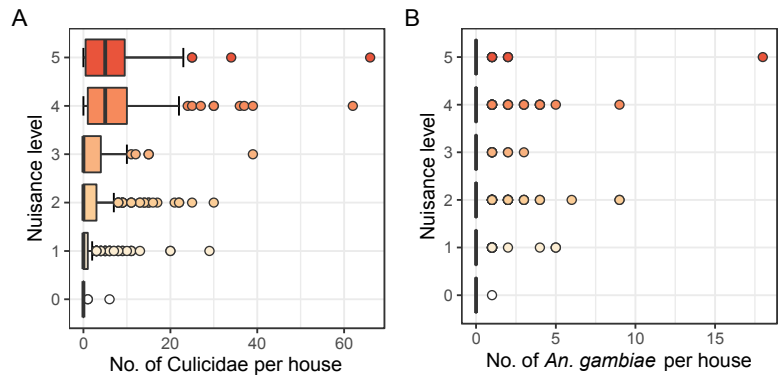 A
Nuisance level
5
4
3
2
1
0
0 20 40 60
No. of Culicidae per house
B
Nuisance level
5
4
3
2
1
0
0 5 10 15
No. of An. gambiae per house